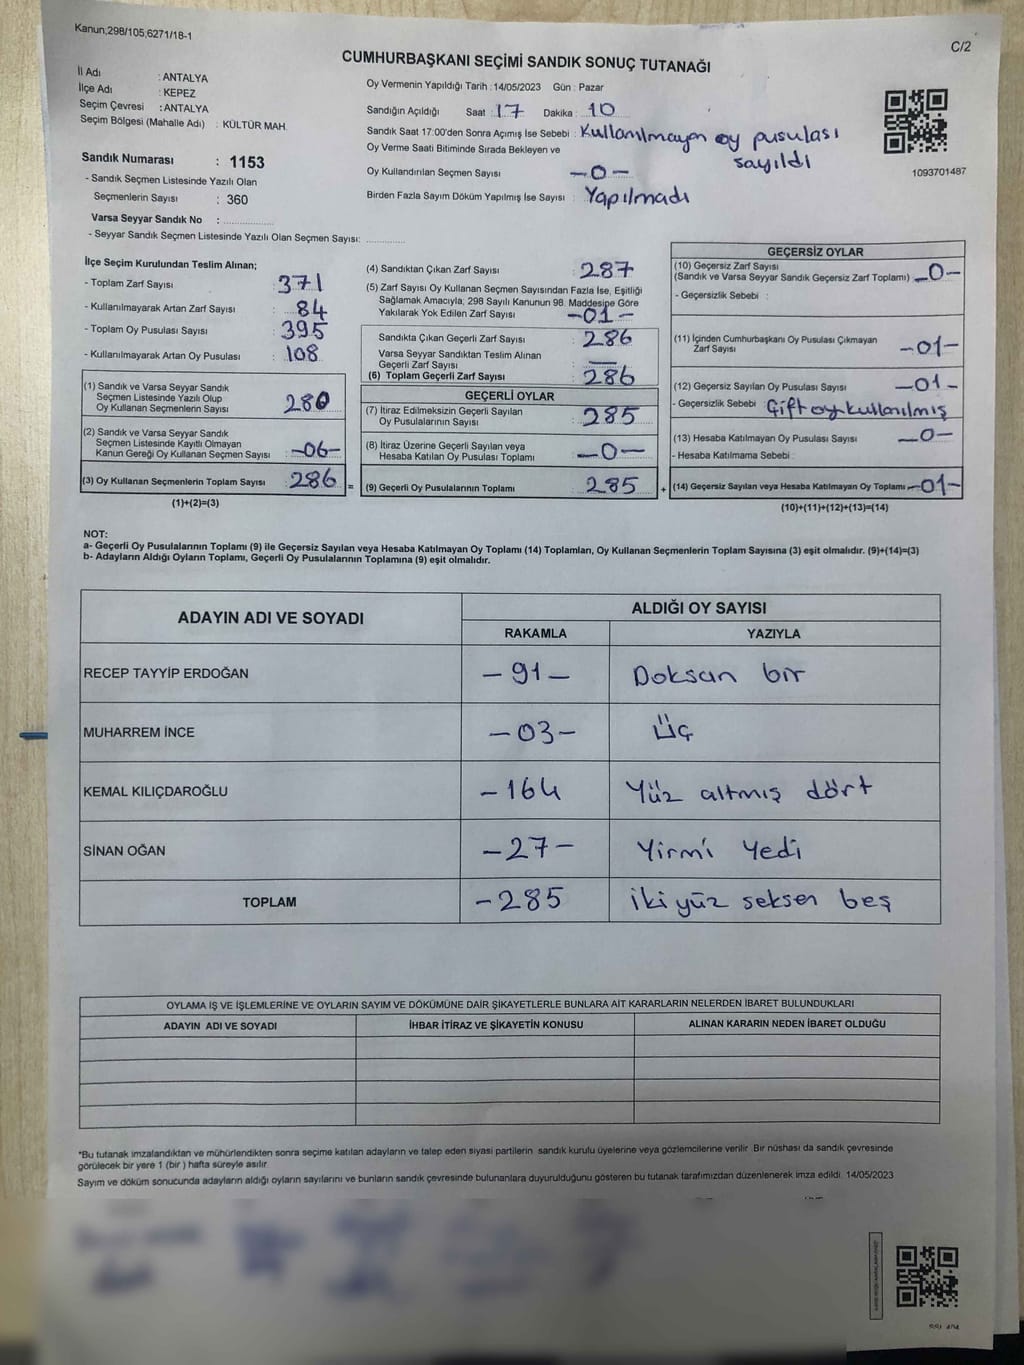 Kanun,298/105,6271/18-1
C/2
CUMHURBAŞKANI SEÇİMİ SANDIK SONUÇ TUTANAĞI
İl Adı : ANTALYA
İlçe Adı : KEPEZ
Seçim Çevresi : ANTALYA
Seçim Bölgesi (Mahalle Adı) : KÜLTÜR MAH.
Sandık Numarası : 1153
- Sandık Seçmen Listesinde Yazılı Olan
Seçmenlerin Sayısı : 360
Varsa Seyyar Sandık No : ..................
- Seyyar Sandık Seçmen Listesinde Yazılı Olan Seçmen Sayısı: ..............
Oy Vermenin Yapıldığı Tarih : 14/05/2023 Gün : Pazar
Sandığın Açıldığı Saat : 17 Dakika : 10
Sandık Saat 17:00'den Sonra Açımış İse Sebebi : Kullanılmayan oy pusulası
sayıldı
Oy Verme Saati Bitiminde Sırada Bekleyen ve
Oy Kullandırılan Seçmen Sayısı —0—
Birden Fazla Sayım Döküm Yapılmış İse Sayısı : Yapılmadı
1093701487
İlçe Seçim Kurulundan Teslim Alınan;
- Toplam Zarf Sayısı : 371
- Kullanılmayarak Artan Zarf Sayısı : 84
- Toplam Oy Pusulası Sayısı : 395
- Kullanılmayarak Artan Oy Pusulası : 108
(1) Sandık ve Varsa Seyyar Sandık
Seçmen Listesinde Yazılı Olup
Oy Kullanan Seçmenlerin Sayısı : 280
(2) Sandık ve Varsa Seyyar Sandık
Seçmen Listesinde Kayıtlı Olmayan
Kanun Gereği Oy Kullanan Seçmen Sayısı : —06—
(3) Oy Kullanan Seçmenlerin Toplam Sayısı : 286 =
(1)+(2)=(3)
(4) Sandıktan Çıkan Zarf Sayısı : 287
(5) Zarf Sayısı Oy Kullanan Seçmen Sayısından Fazla İse, Eşitliği
Sağlamak Amacıyla; 298 Sayılı Kanunun 98. Maddesine Göre
Yakılarak Yok Edilen Zarf Sayısı —01—
Sandıkta Çıkan Geçerli Zarf Sayısı : 286
Varsa Seyyar Sandıktan Teslim Alınan
Geçerli Zarf Sayısı : —
(6) Toplam Geçerli Zarf Sayısı : 286
GEÇERLİ OYLAR
(7) İtiraz Edilmeksizin Geçerli Sayılan
Oy Pusulalarının Sayısı : 285
(8) İtiraz Üzerine Geçerli Sayılan veya
Hesaba Katılan Oy Pusulası Toplamı : —0—
(9) Geçerli Oy Pusulalarının Toplamı : 285 +
GEÇERSİZ OYLAR
(10) Geçersiz Zarf Sayısı
(Sandık ve Varsa Seyyar Sandık Geçersiz Zarf Toplamı) : —0—
- Geçersizlik Sebebi :
(11) İçinden Cumhurbaşkanı Oy Pusulası Çıkmayan
Zarf Sayısı —01—
(12) Geçersiz Sayılan Oy Pusulası Sayısı —01—
- Geçersizlik Sebebi : Çift oy kullanılmış
(13) Hesaba Katılmayan Oy Pusulası Sayısı —0—
- Hesaba Katılmama Sebebi :
(14) Geçersiz Sayılan veya Hesaba Katılmayan Oy Toplamı —01—
(10)+(11)+(12)+(13)=(14)
NOT:
a- Geçerli Oy Pusulalarının Toplamı (9) ile Geçersiz Sayılan veya Hesaba Katılmayan Oy Toplamı (14) Toplamları, Oy Kullanan Seçmenlerin Toplam Sayısına (3) eşit olmalıdır. (9)+(14)=(3)
b- Adayların Aldığı Oyların Toplamı, Geçerli Oy Pusulalarının Toplamına (9) eşit olmalıdır.
ADAYIN ADI VE SOYADI
ALDIĞI OY SAYISI
RAKAMLA YAZIYLA
RECEP TAYYİP ERDOĞAN —91— Doksan bir
MUHARREM İNCE —03— Üç
KEMAL KILIÇDAROĞLU —164 Yüz altmış dört
SİNAN OĞAN —27— Yirmi Yedi
TOPLAM —285 iki yüz seksen beş
OYLAMA İŞ VE İŞLEMLERİNE VE OYLARIN SAYIM VE DÖKÜMÜNE DAİR ŞİKAYETLERLE BUNLARA AİT KARARLARIN NELERDEN İBARET BULUNDUKLARI
ADAYIN ADI VE SOYADI İHBAR İTİRAZ VE ŞİKAYETİN KONUSU ALINAN KARARIN NEDEN İBARET OLDUĞU
*Bu tutanak imzalandıktan ve mühürlendikten sonra seçime katılan adayların ve talep eden siyasi partilerin sandık kurulu üyelerine veya gözlemcilerine verilir. Bir nüshası da sandık çevresinde
görülecek bir yere 1 (bir ) hafta süreyle asılır.
Sayım ve döküm sonucunda adayların aldığı oyların sayılarını ve bunların sandık çevresinde bulunanlara duyurulduğunu gösteren bu tutanak tarafımızdan düzenlenerek imza edildi. 14/05/2023